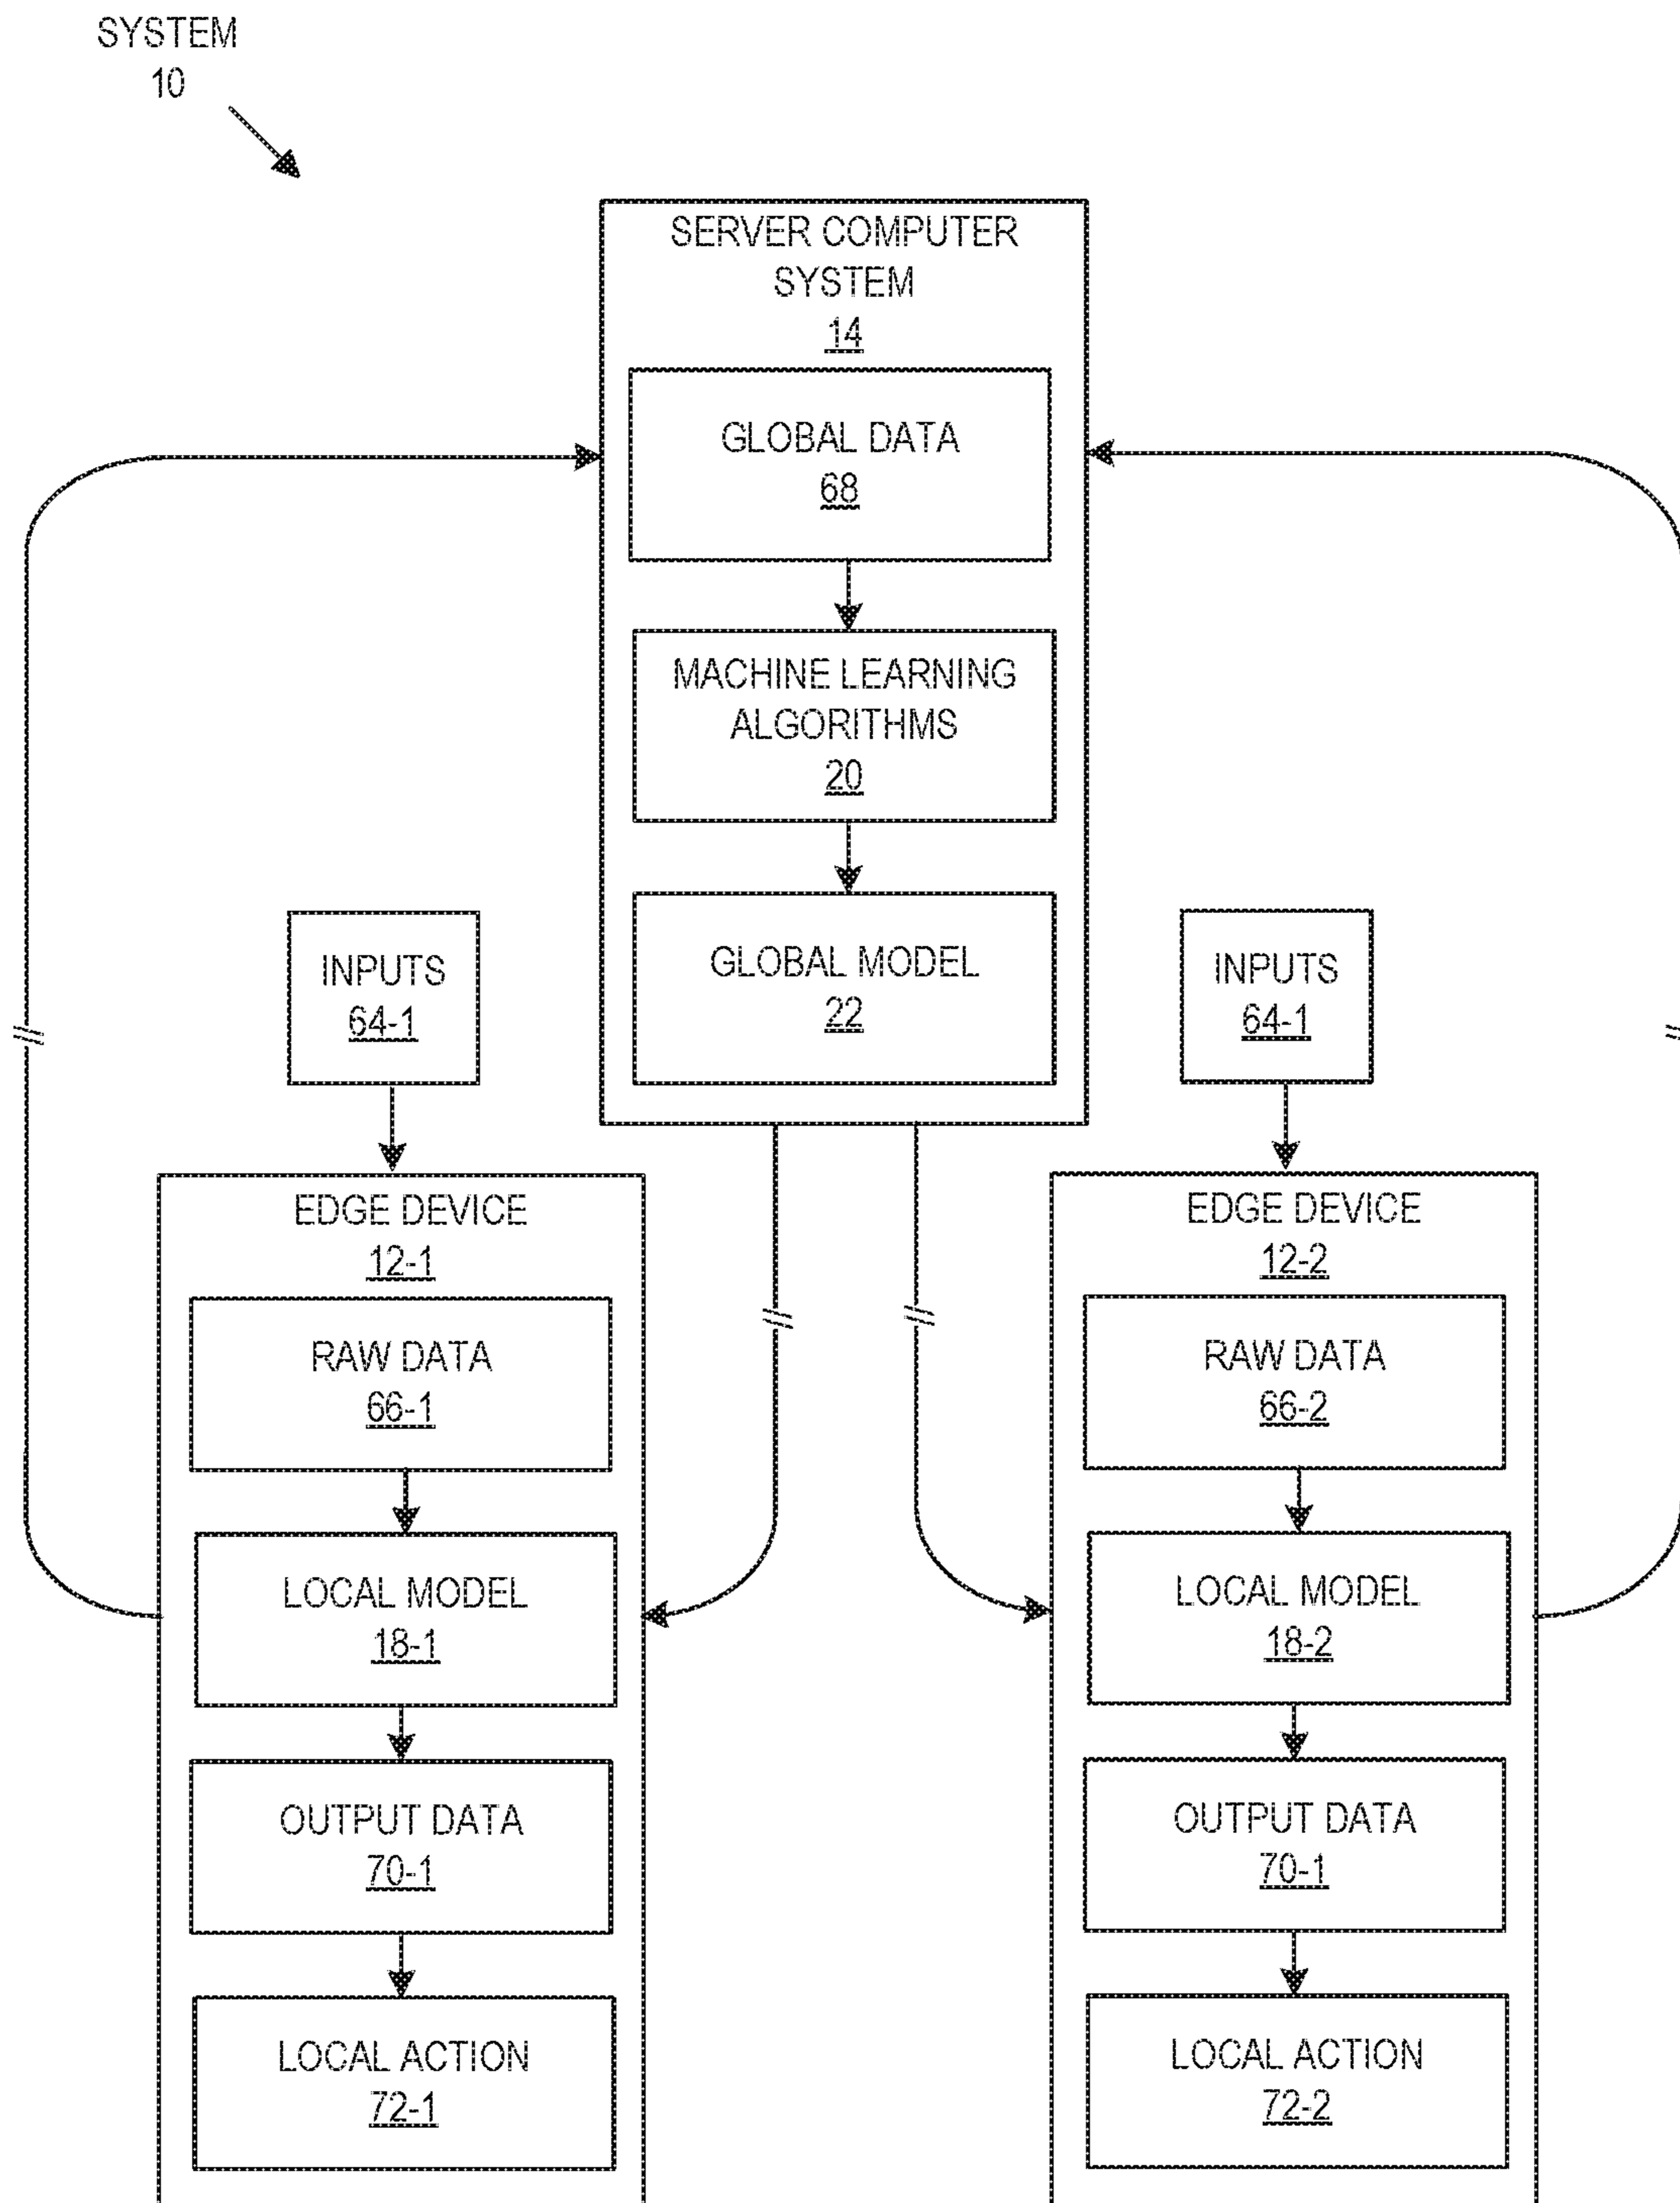 SYSTEM
10
SERVER COMPUTER
SYSTEM
14
GLOBAL DATA
68
MACHINE LEARNING
ALGORITHMS
20
GLOBAL MODEL
22
INPUTS
64-1
EDGE DEVICE
12-1
RAW DATA
66-1
LOCAL MODEL
18-1
OUTPUT DATA
70-1
LOCAL ACTION
72-1
INPUTS
64-1
EDGE DEVICE
12-2
RAW DATA
66-2
LOCAL MODEL
18-2
OUTPUT DATA
70-1
LOCAL ACTION
72-2